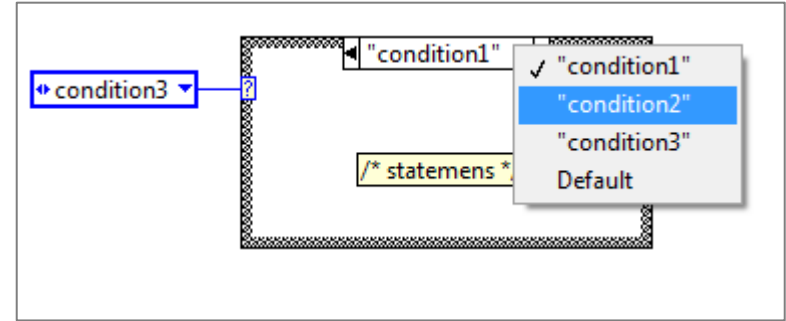 "condition1"
condition3
?
/* statemens *
"condition1"
"condition2"
"condition3"
Default